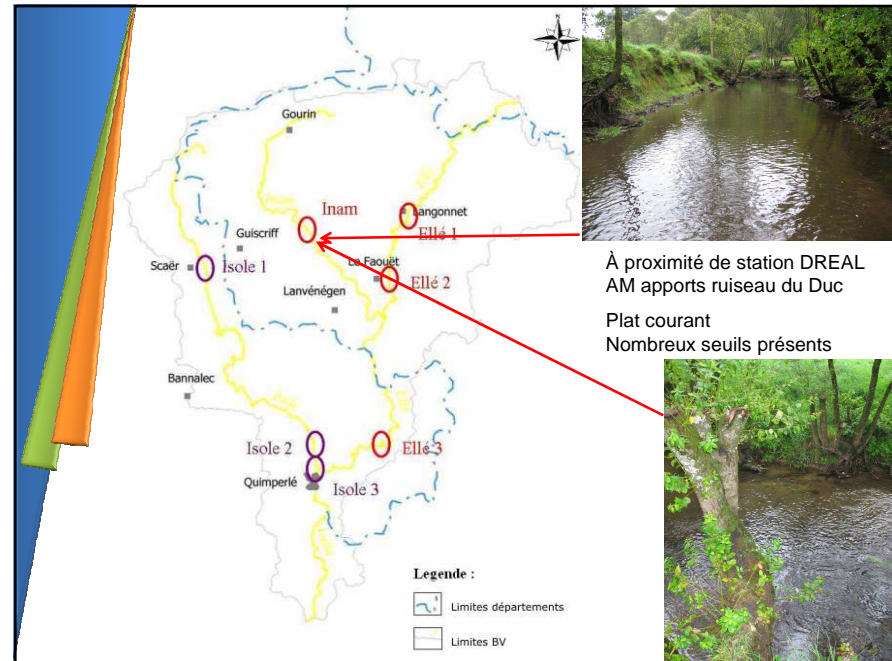 Gourin
Inam
Langonnet
Ellé 1
Guiscriff
Scaër
Isole 1
Le Faouët
Ellé 2
Lanvénégen
Bannalec
Isole 2
Ellé 3
Isole 3
Quimperlé
Legende :
Limites départements
Limites BV
À proximité de station DREAL
AM apports ruiseau du Duc
Plat courant
Nombreux seuils présents